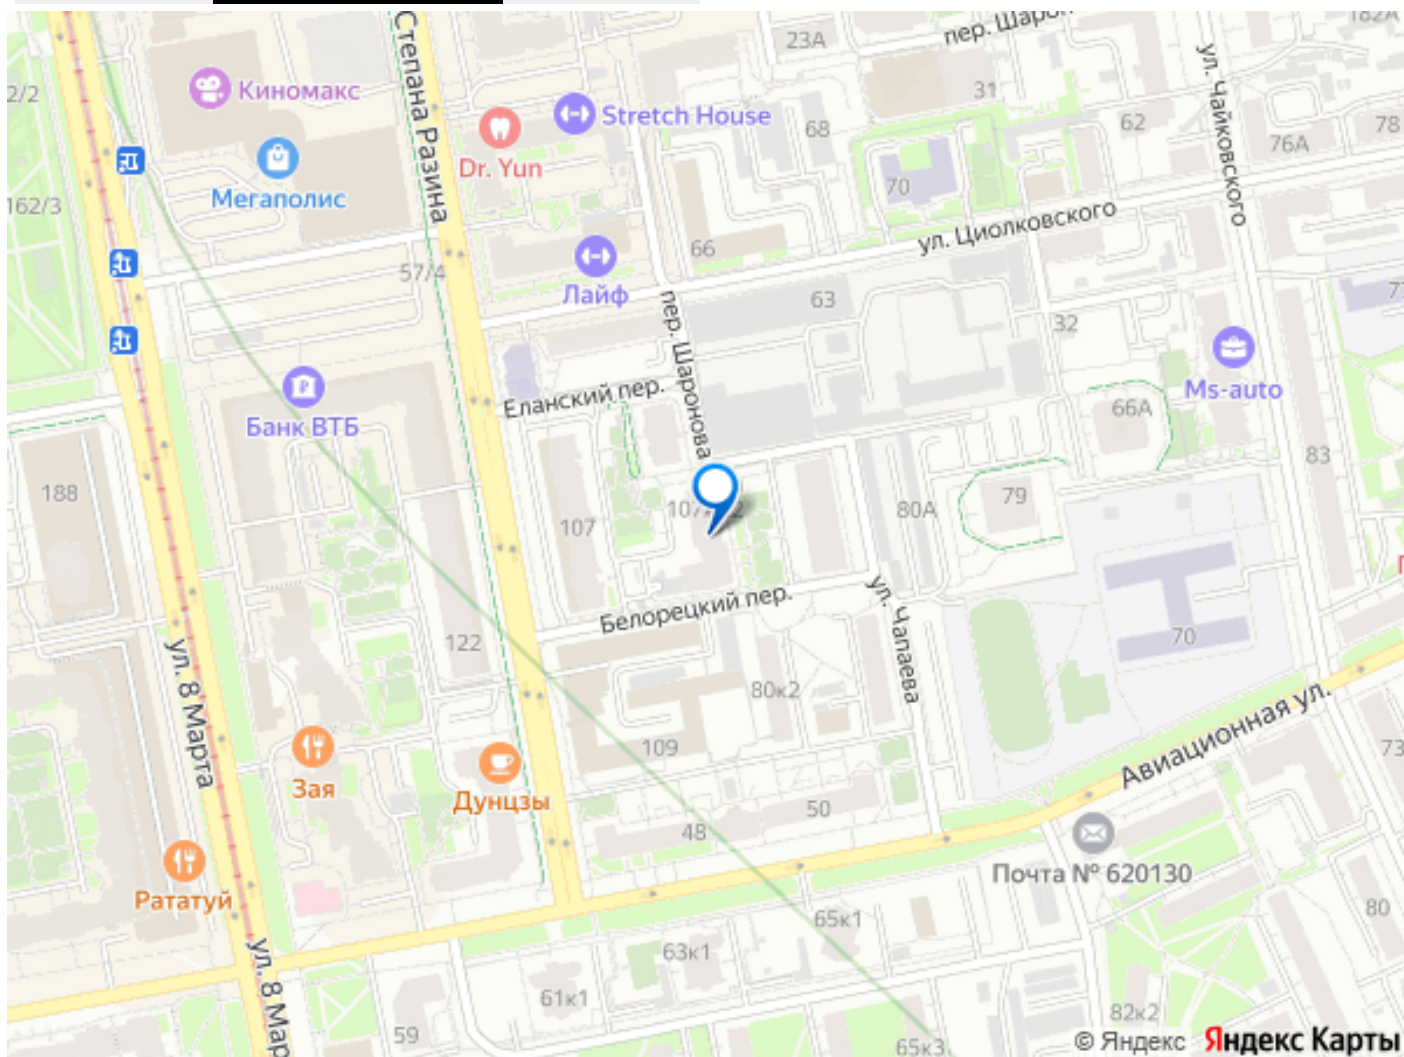 23А
пер. Шарон
182А
Киномакс
Степана Разина
31
2/2
Stretch House
68
62
78
76А
Dr. Yun
ул. Чайковского
Мегаполис
70
162/3
ул. Циолковского
66
57/4
Лайф
63
пер. Шаронова
32
Ms-auto
Еланский пер.
66А
Банк ВТБ
83
188
79
107
80А
Белорецкий пер.
ул. Чапаева
70
122
ул. 8 Марта
80к2
Авиационная ул.
109
73
Зая
Дунцзы
50
48
Почта № 620130
Рататуй
80
65к1
63к1
ул. 8 Мар
61к1
82к2
59
65к3
© Яндекс Яндекс Карты